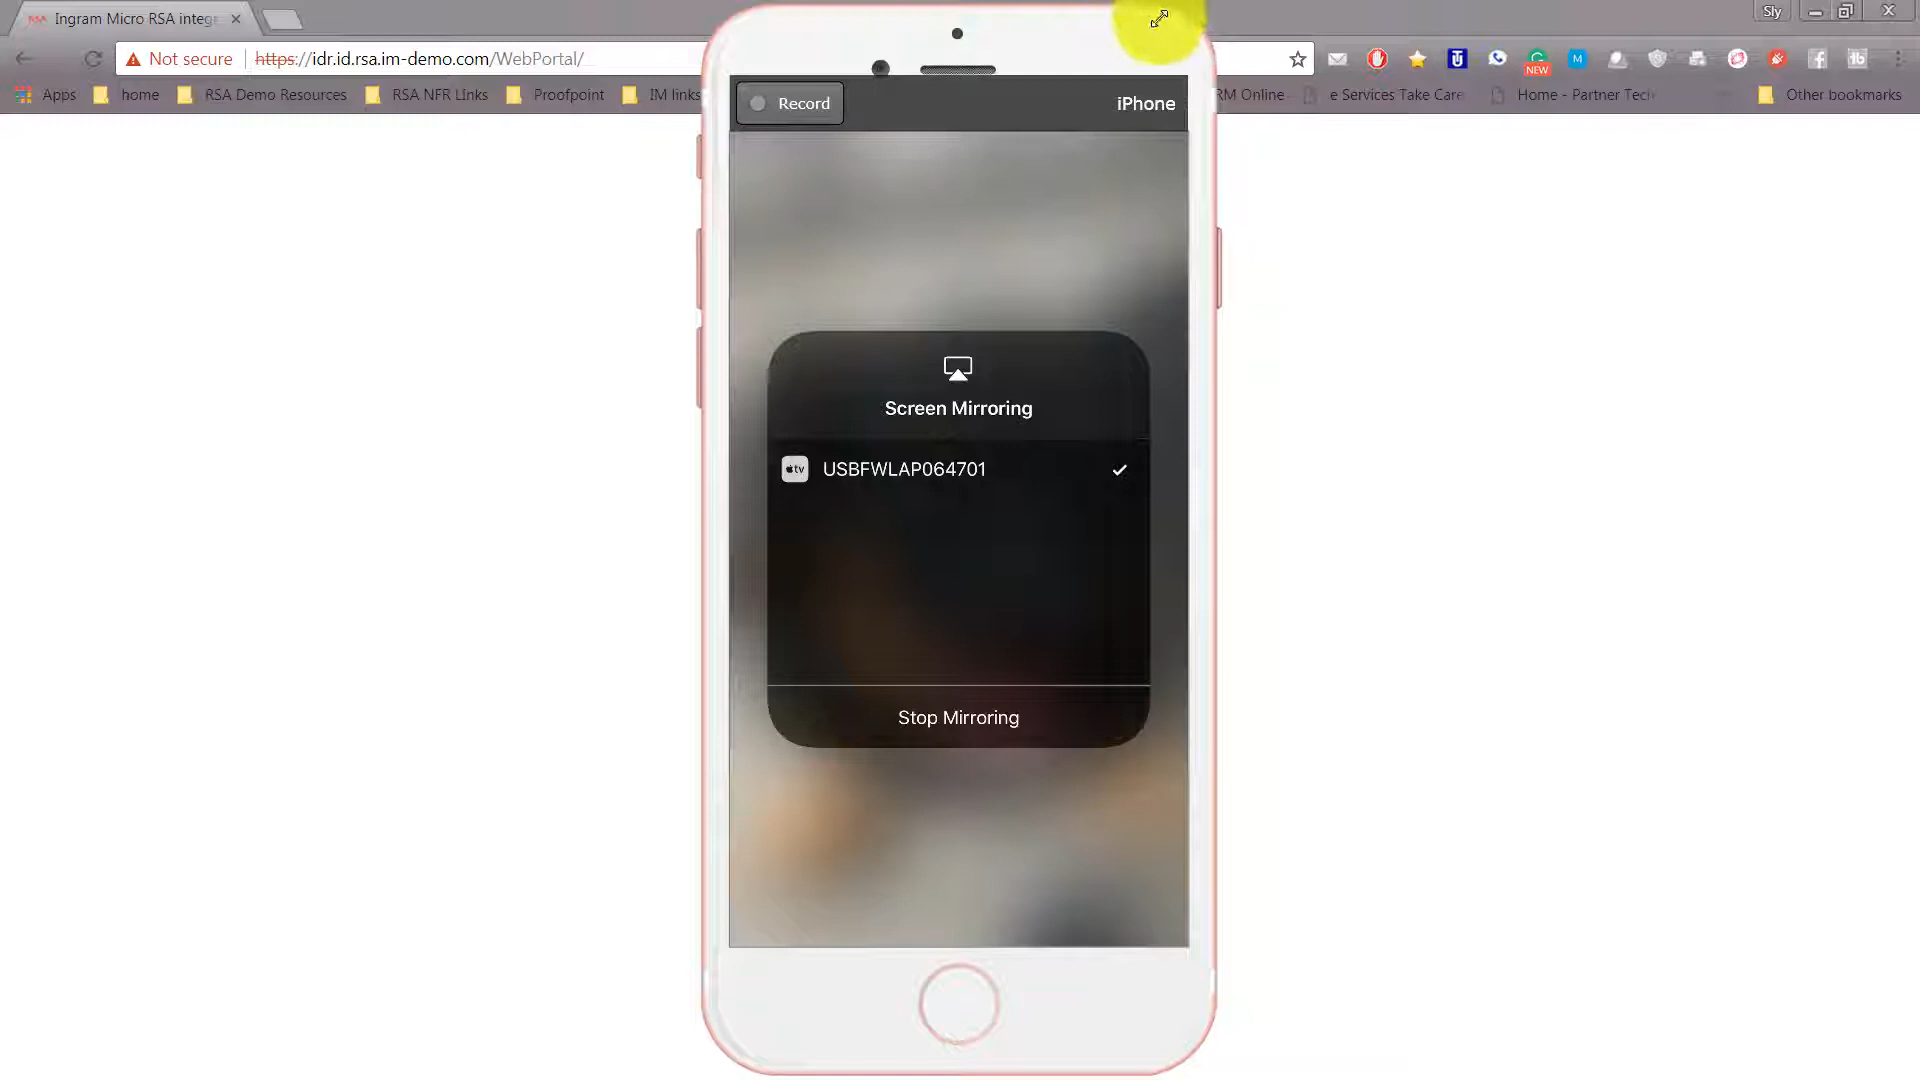 Ingram Micro RSA integ
Sly
Not secure https://idr.id.rsa.im-demo.com/WebPortal/
NEW
M
Apps home RSA Demo Resources RSA NFR LInks Proofpoint IM links RM Online e Services Take Care Home - Partner Tech Other bookmarks
Record
iPhone
Screen Mirroring
tv USBFWLAP064701
Stop Mirroring